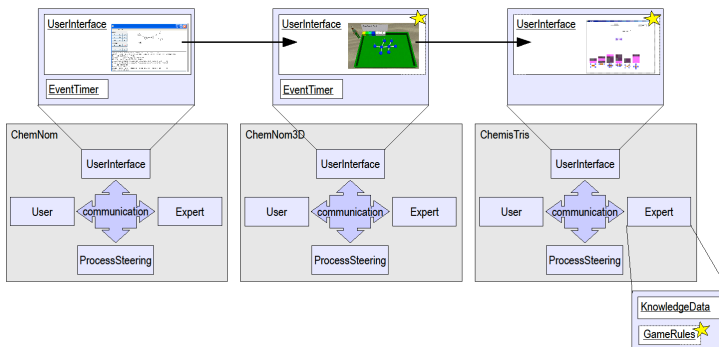 UserInterface
EventTimer
UserInterface
EventTimer
UserInterface
ChemNom
UserInterface
User
communication
Expert
ProcessSteering
ChemNom3D
UserInterface
User
communication
Expert
ProcessSteering
ChemisTris
UserInterface
User
communication
Expert
ProcessSteering
KnowledgeData
GameRules